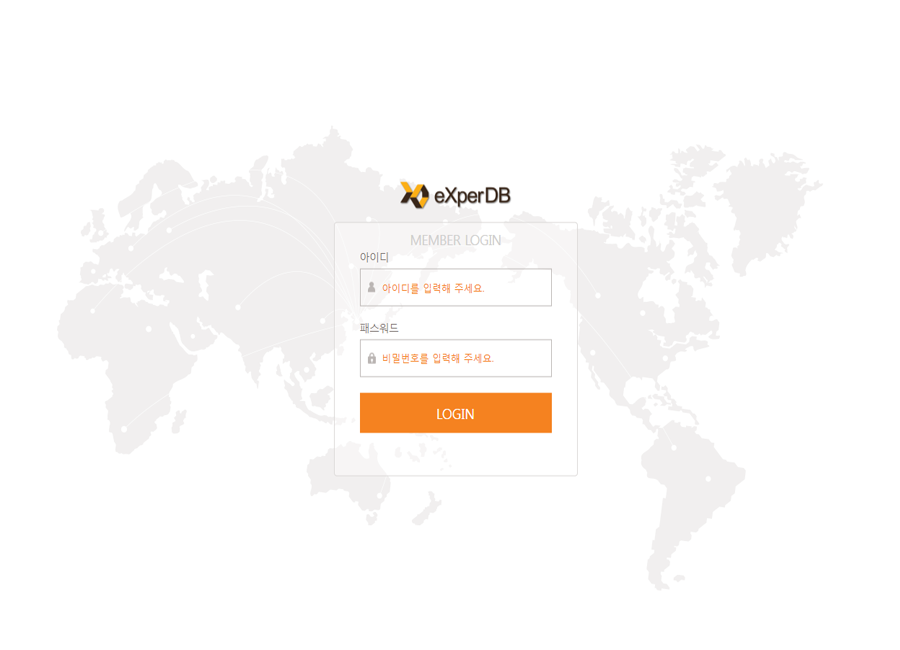 eXperDB
MEMBER LOGIN
아이디
아이디를 입력해 주세요.
패스워드
비밀번호를 입력해 주세요.
LOGIN